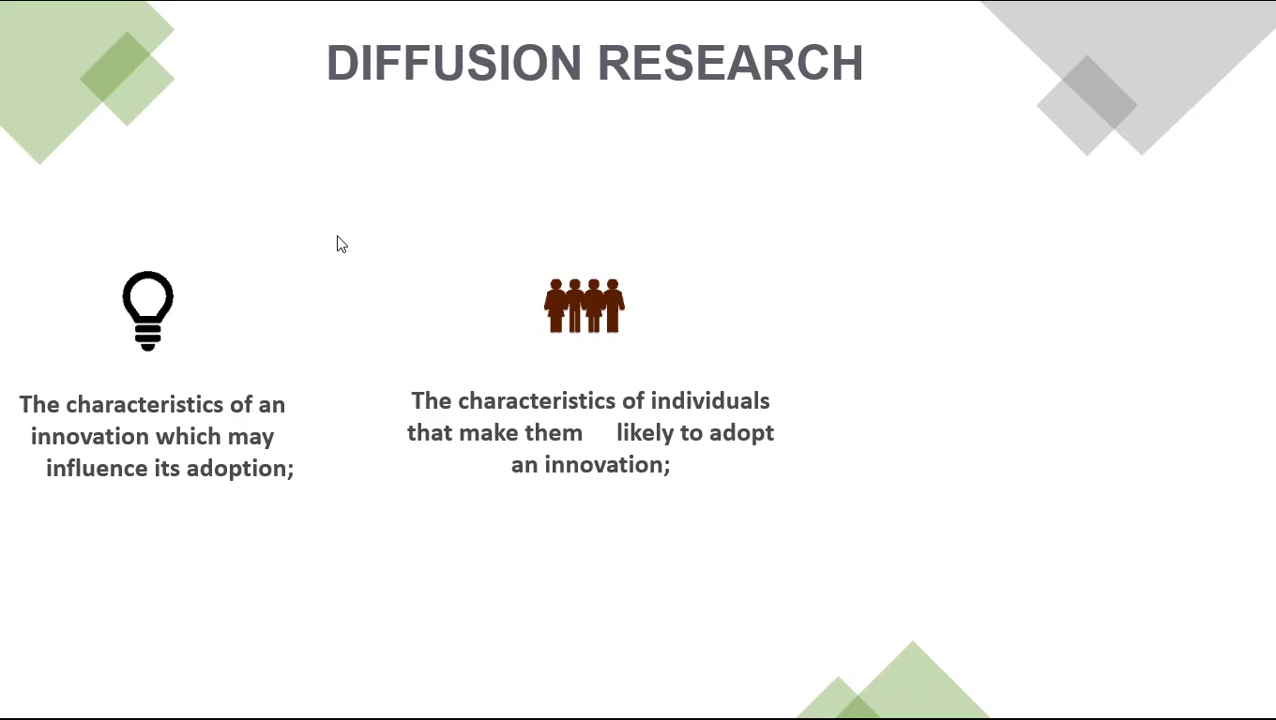 DIFFUSION RESEARCH
The characteristics of an
innovation which may
influence its adoption;
The characteristics of individuals
that make them likely to adopt
an innovation;